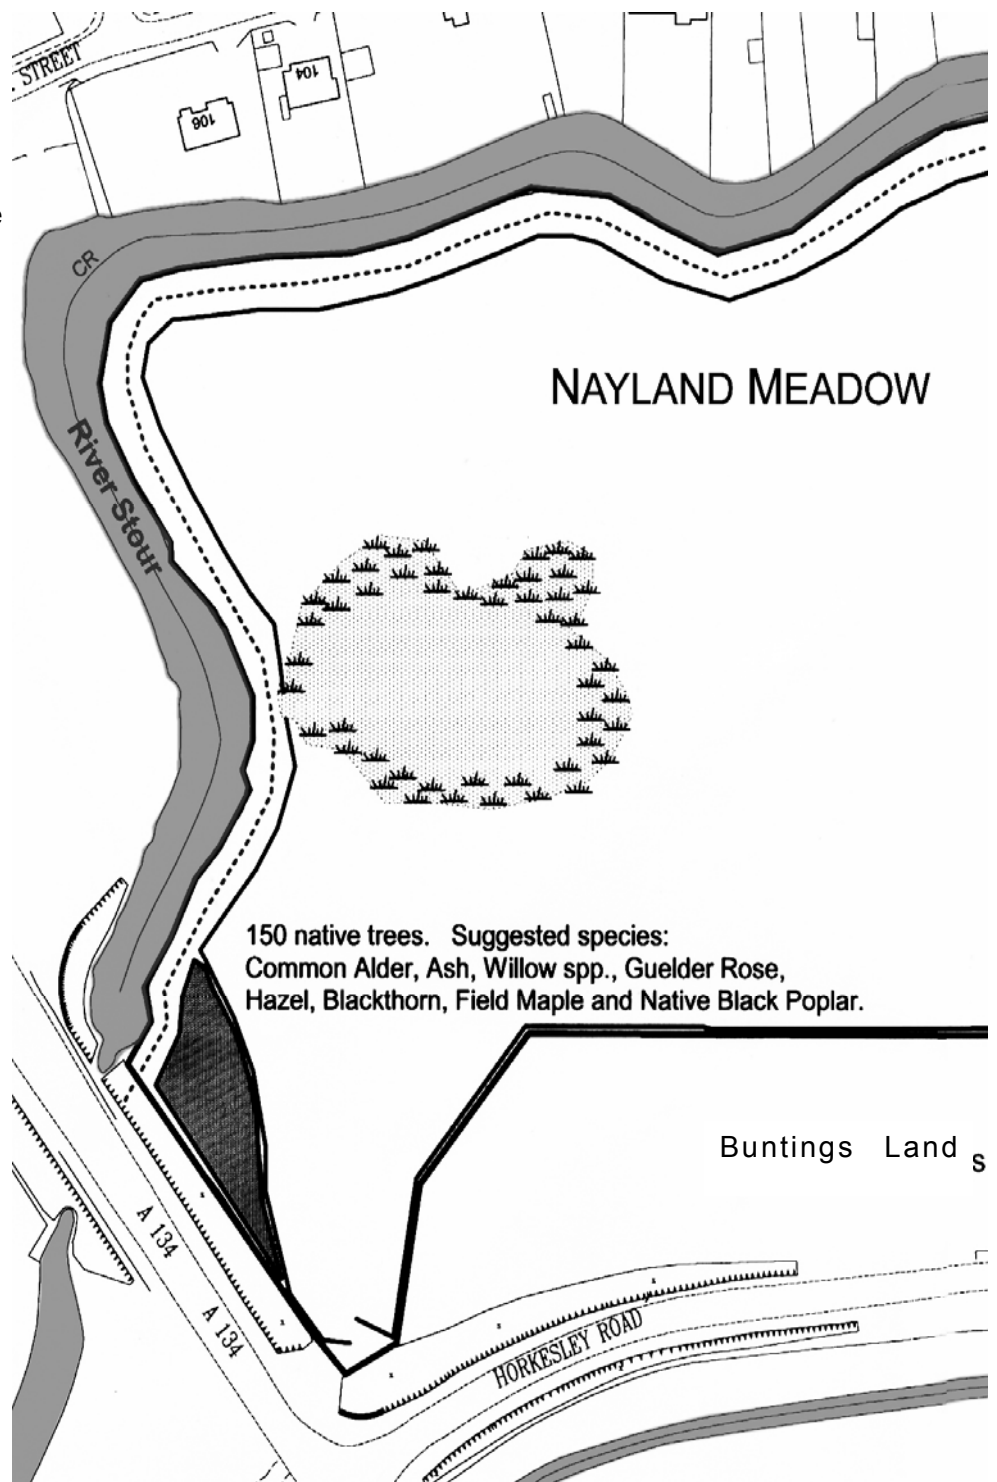 STREET
104
106
e
CR
NAYLAND MEADOW
River Stour
150 native trees. Suggested species:
Common Alder, Ash, Willow spp., Guelder Rose,
Hazel, Blackthorn, Field Maple and Native Black Poplar.
Buntings Land s
A 134
A 134
HORKESLEY ROAD